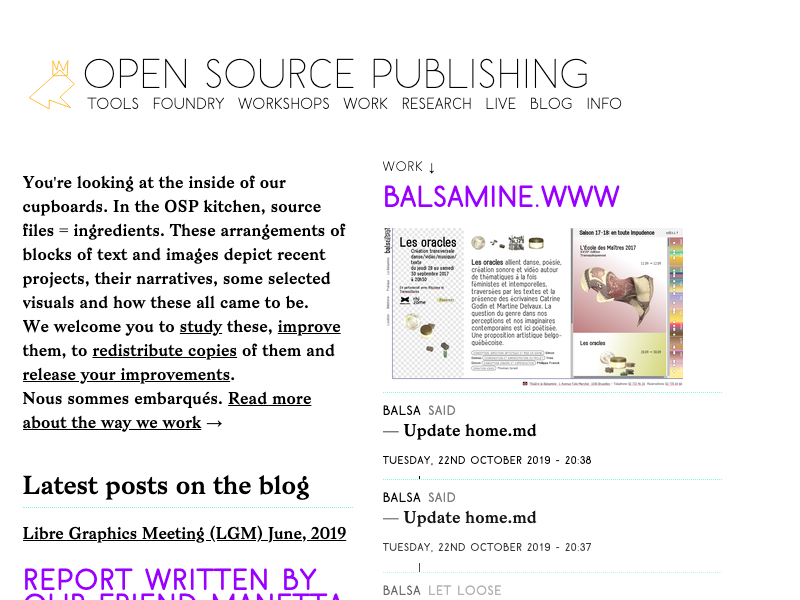 OPEN SOURCE PUBLISHING
TOOLS FOUNDRY WORKSHOPS WORK RESEARCH LIVE BLOG INFO
You're looking at the inside of our
cupboards. In the OSP kitchen, source
files = ingredients. These arrangements of
blocks of text and images depict recent
projects, their narratives, some selected
visuals and how these all came to be.
We welcome you to study these, improve
them, to redistribute copies of them and
release your improvements.
Nous sommes embarqués. Read more
about the way we work →
Latest posts on the blog
Libre Graphics Meeting (LGM) June, 2019
REPORT WRITTEN BY
OUR FRIEND MANETTA
WORK ↓
BALSAMINE.WWW
Les oracles
Création transversale
danse/vidéo/musique/
texte
du jeudi 28 au samedi
30 septembre 2017
à 20h30
Les oracles allient danse, poésie,
création sonore et vidéo autour
de thématiques à la fois
féministes et intemporelles,
traversées par les textes et la
présence des écrivaines Catrine
Godin et Martine Delvaux. La
question du genre dans nos
perceptions et nos imaginaires
contemporains est ici poétisée.
Une proposition artistique belgo-
québécoise.
Saison 17-18: en toute impudence
L'École des Maîtres 2017
Les oracles
BALSA SAID
— Update home.md
TUESDAY, 22ND OCTOBER 2019 - 20:38
BALSA SAID
— Update home.md
TUESDAY, 22ND OCTOBER 2019 - 20:37
BALSA LET LOOSE